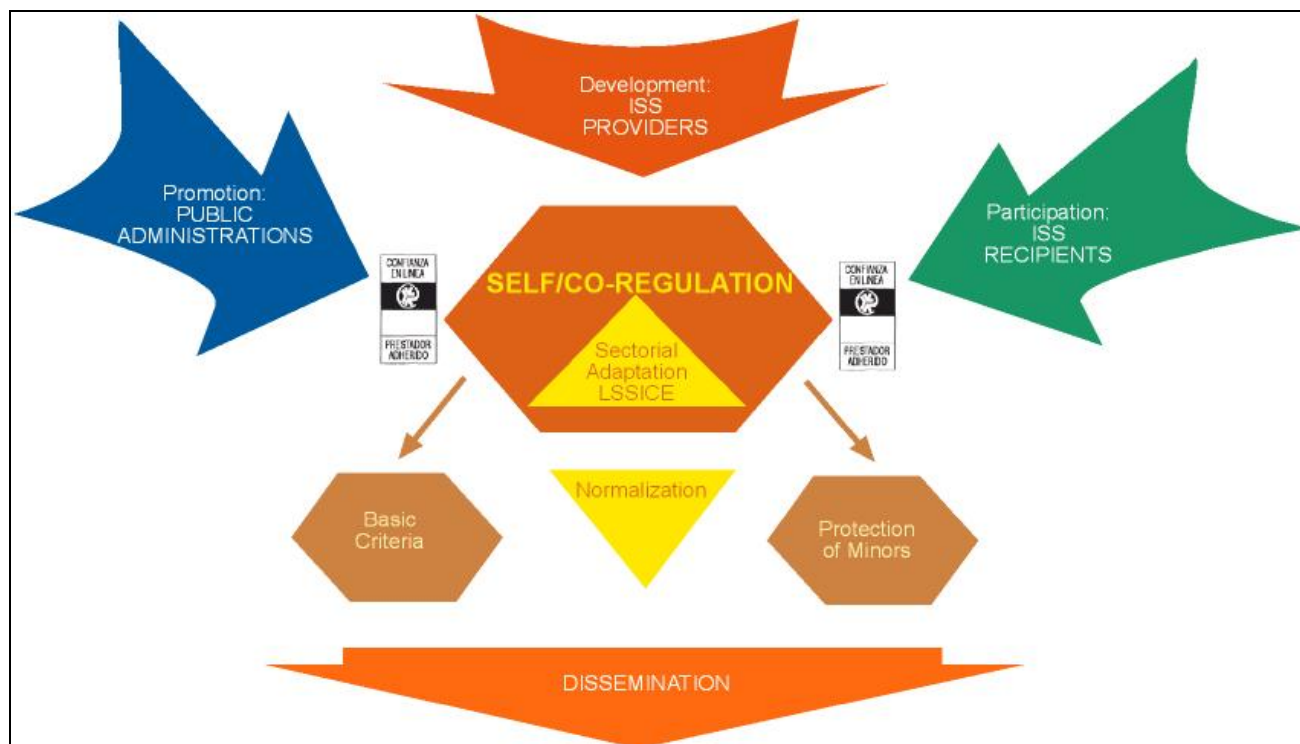 Development:
ISS
PROVIDERS
Promotion:
PUBLIC
ADMINISTRATIONS
Participation:
ISS
RECIPIENTS
CONFIANZA
EN LINEA
PRESTADOR
ADHERIDO
SELF/CO-REGULATION
Sectorial
Adaptation
LSSICE
CONFIANZA
EN LINEA
PRESTADOR
ADHERIDO
Basic
Criteria
Normalization
Protection
of Minors
DISSEMINATION